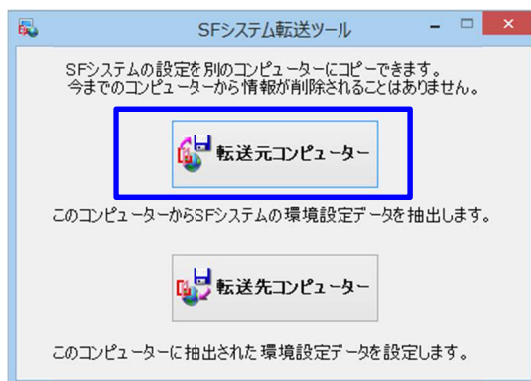 SFシステム転送ツール
SFシステムの設定を別のコンピューターにコピーできます。
今までのコンピューターから情報が削除されることはありません。
転送元コンピューター
このコンピューターからSFシステムの環境設定データを抽出します。
転送先コンピューター
このコンピューターに抽出された環境設定データを設定します。